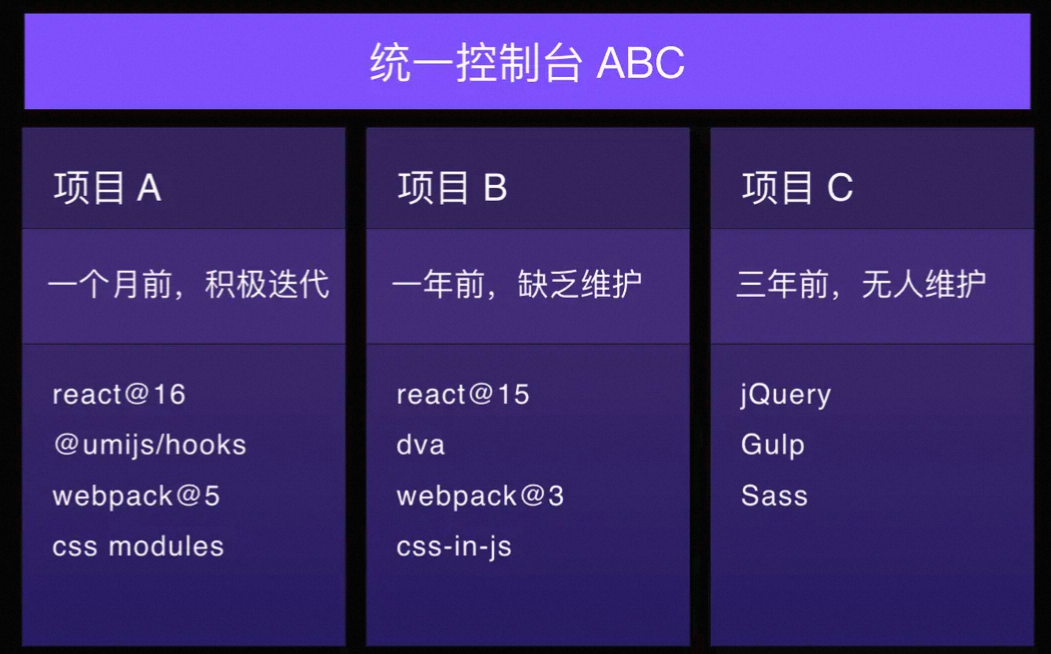 统一控制台 ABC
项目 A
一个月前，积极迭代
react@16
@umijs/hooks
webpack@5
css modules
项目 B
一年前，缺乏维护
react@15
dva
webpack@3
css-in-js
项目 C
三年前，无人维护
jQuery
Gulp
Sass